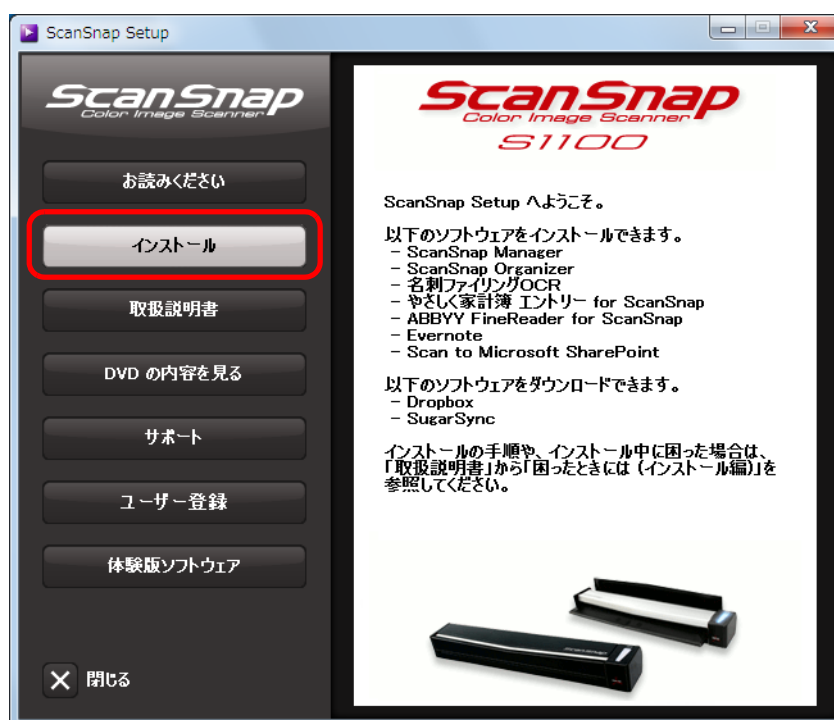 ScanSnap Setup
ScanSnap
Color Image Scanner
お読みください
インストール
取扱説明書
DVD の内容を見る
サポート
ユーザー登録
体験版ソフトウェア
閉じる
ScanSnap
Color Image Scanner
S1100
ScanSnap Setup へようこそ。
以下のソフトウェアをインストールできます。
- ScanSnap Manager
- ScanSnap Organizer
- 名刺ファイリングOCR
- やさしく家計簿 エントリー for ScanSnap
- ABBYY FineReader for ScanSnap
- Evernote
- Scan to Microsoft SharePoint
以下のソフトウェアをダウンロードできます。
- Dropbox
- SugarSync
インストールの手順や、インストール中に困った場合は、
「取扱説明書」から「困ったときには (インストール編)」を
参照してください。